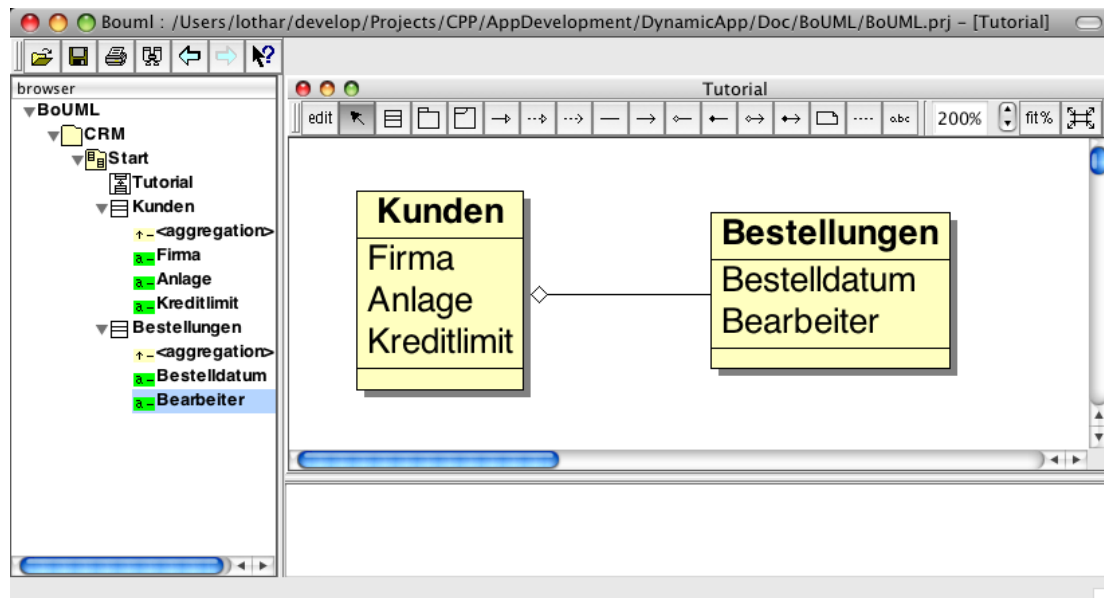 Bouml : /Users/lothar/develop/Projects/CPP/AppDevelopment/DynamicApp/Doc/BoUML/BoUML.prj – [Tutorial]
browser
BoUML
CRM
Start
Tutorial
Kunden
<aggregation>
Firma
Anlage
Kreditlimit
Bestellungen
<aggregation>
Bestelldatum
Bearbeiter
Tutorial
edit
abc
200%
fit%
Kunden
Firma
Anlage
Kreditlimit
Bestellungen
Bestelldatum
Bearbeiter